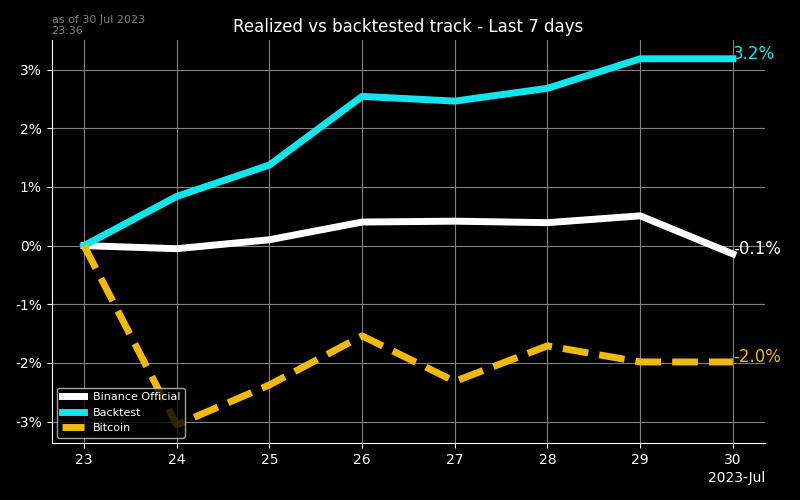 as of 30 Jul 2023
23:36
Realized vs backtested track - Last 7 days
3%
2%
1%
0%
-1%
-2%
-3%
3.2%
-0.1%
-2.0%
Binance Official
Backtest
Bitcoin
23 24 25 26 27 28 29 30
2023-Jul